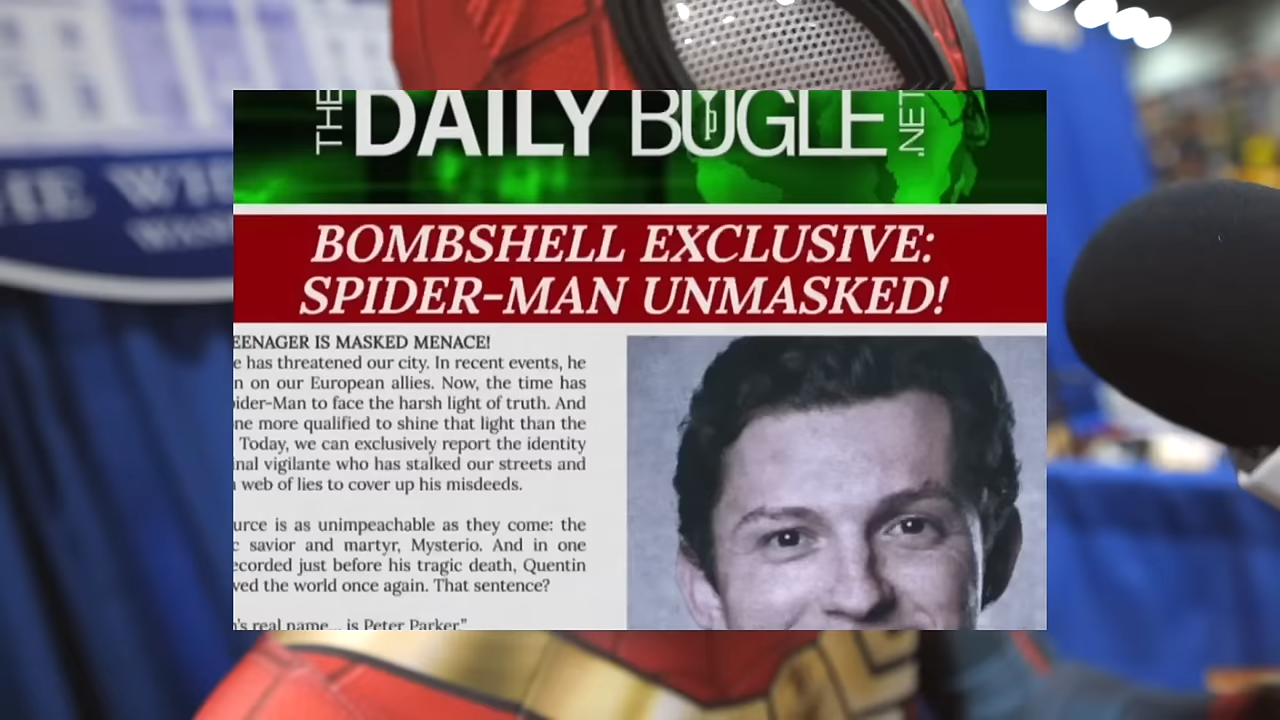 THE DAILY BUGLE .NET
BOMBSHELL EXCLUSIVE:
SPIDER-MAN UNMASKED!
EENAGER IS MASKED MENACE!
e has threatened our city. In recent events, he
n on our European allies. Now, the time has
pider-Man to face the harsh light of truth. And
one more qualified to shine that light than the
Today, we can exclusively report the identity
nal vigilante who has stalked our streets and
a web of lies to cover up his misdeeds.
urce is as unimpeachable as they come: the
c savior and martyr, Mysterio. And in one
ecorded just before his tragic death, Quentin
ved the world once again. That sentence?
n's real name... is Peter Parker."